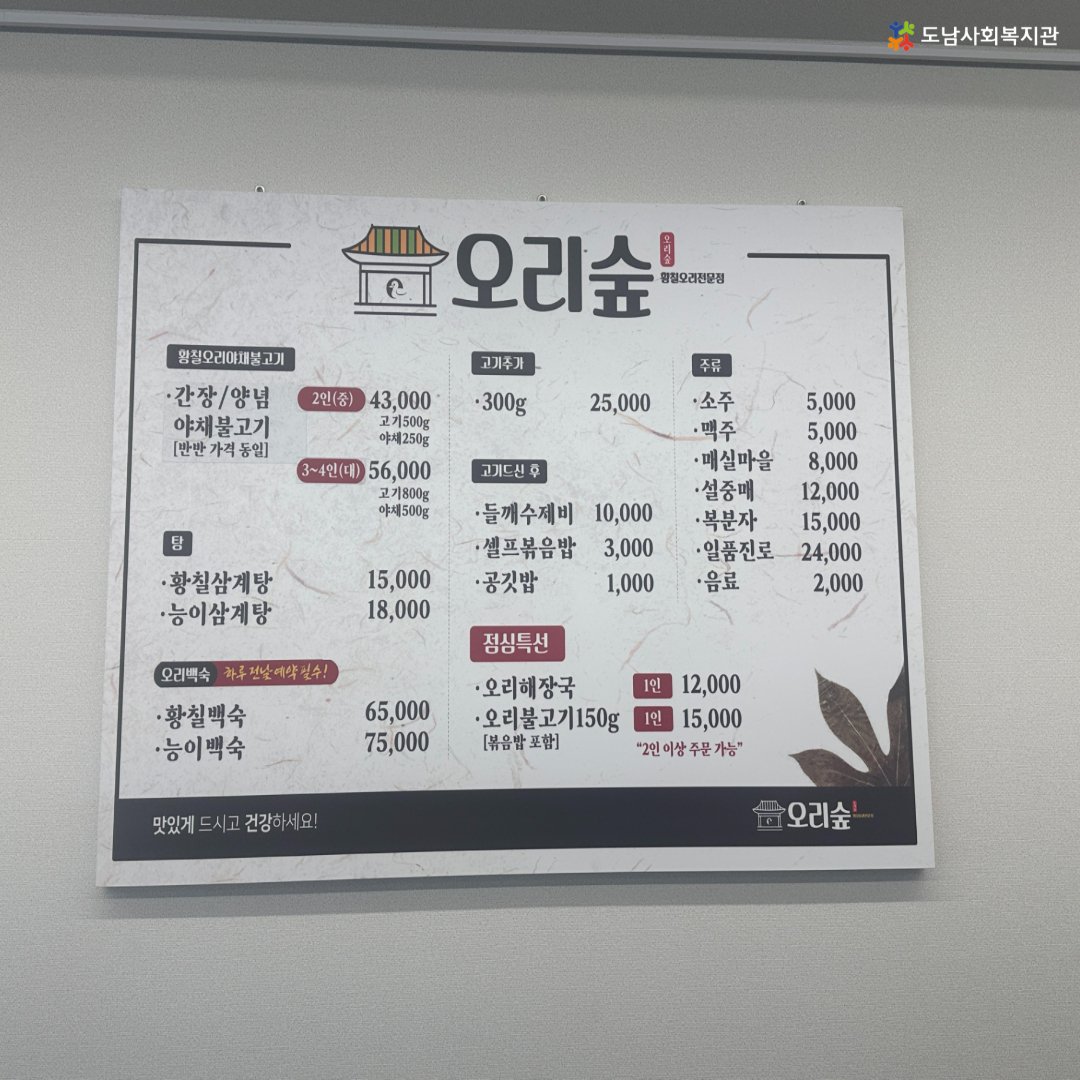 도남사회복지관
오리숲
오리숲
황칠오리전문점
황칠오리야채불고기
·간장/양념 2인(중) 43,000
야채불고기 고기500g
야채250g
[반반 가격 동일]
3~4인(대) 56,000
고기800g
야채500g
탕
·황칠삼계탕 15,000
·능이삼계탕 18,000
오리백숙 하루 전날 예약 필수!
·황칠백숙 65,000
·능이백숙 75,000
고기추가
·300g 25,000
고기드신 후
·들깨수제비 10,000
·셀프볶음밥 3,000
·공깃밥 1,000
점심특선
·오리해장국 1인 12,000
·오리불고기150g 1인 15,000
[볶음밥 포함]
“2인 이상 주문 가능”
주류
·소주 5,000
·맥주 5,000
·매실마을 8,000
·설중매 12,000
·복분자 15,000
·일품진로 24,000
·음료 2,000
맛있게 드시고 건강하세요!
오리숲